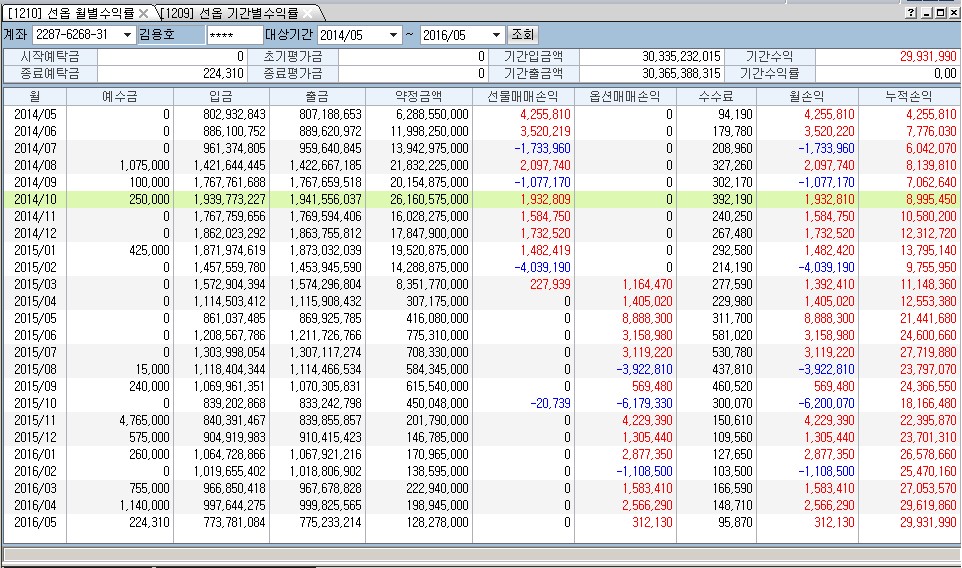 [1210] 선옵 월별수익률 [1209] 선옵 기간별수익률
계좌 2287-6268-31 김용호 **** 대상기간 2014/05 ~ 2016/05 조회
시작예탁금 0 초기평가금 0 기간입금액 30,335,232,015 기간수익 29,931,990
종료예탁금 224,310 종료평가금 0 기간출금액 30,365,388,315 기간수익률 0,00
월 예수금 입금 출금 약정금액 선물매매손익 옵션매매손익 수수료 월손익 누적손익
2014/05 0 802,932,843 807,188,653 6,288,550,000 4,255,810 0 94,190 4,255,810 4,255,810
2014/06 0 886,100,752 889,620,972 11,998,250,000 3,520,219 0 179,780 3,520,220 7,776,030
2014/07 0 961,374,805 959,640,845 13,942,975,000 -1,733,960 0 208,960 -1,733,960 6,042,070
2014/08 1,075,000 1,421,644,445 1,422,667,185 21,832,225,000 2,097,740 0 327,260 2,097,740 8,139,810
2014/09 100,000 1,767,761,688 1,767,659,518 20,154,875,000 -1,077,170 0 302,170 -1,077,170 7,062,640
2014/10 250,000 1,939,773,227 1,941,556,037 26,160,575,000 1,932,809 0 392,190 1,932,810 8,995,450
2014/11 0 1,767,759,656 1,769,594,406 16,028,275,000 1,584,750 0 240,250 1,584,750 10,580,200
2014/12 0 1,862,023,292 1,863,755,812 17,847,900,000 1,732,520 0 267,480 1,732,520 12,312,720
2015/01 425,000 1,871,974,619 1,873,032,039 19,520,875,000 1,482,419 0 292,580 1,482,420 13,795,140
2015/02 0 1,457,559,780 1,453,945,590 14,288,875,000 -4,039,190 0 214,190 -4,039,190 9,755,950
2015/03 0 1,572,904,394 1,574,296,804 8,351,770,000 227,939 1,164,470 277,590 1,392,410 11,148,360
2015/04 0 1,114,503,412 1,115,908,432 307,175,000 0 1,405,020 229,980 1,405,020 12,553,380
2015/05 0 861,037,485 869,925,785 416,080,000 0 8,888,300 311,700 8,888,300 21,441,680
2015/06 0 1,208,567,786 1,211,726,766 775,310,000 0 3,158,980 581,020 3,158,980 24,600,660
2015/07 0 1,303,998,054 1,307,117,274 708,330,000 0 3,119,220 530,780 3,119,220 27,719,880
2015/08 15,000 1,118,404,344 1,114,466,534 584,345,000 0 -3,922,810 437,810 -3,922,810 23,797,070
2015/09 240,000 1,069,961,351 1,070,305,831 615,540,000 0 569,480 460,520 569,480 24,366,550
2015/10 0 839,202,868 833,242,798 450,048,000 -20,739 -6,179,330 300,070 -6,200,070 18,166,480
2015/11 4,765,000 840,391,467 839,855,857 201,790,000 0 4,229,390 150,610 4,229,390 22,395,870
2015/12 575,000 904,919,983 910,415,423 146,785,000 0 1,305,440 109,560 1,305,440 23,701,310
2016/01 260,000 1,064,728,866 1,067,921,216 170,965,000 0 2,877,350 127,650 2,877,350 26,578,660
2016/02 0 1,019,655,402 1,018,806,902 138,595,000 0 -1,108,500 103,500 -1,108,500 25,470,160
2016/03 755,000 966,850,418 967,678,828 222,940,000 0 1,583,410 166,590 1,583,410 27,053,570
2016/04 1,140,000 997,644,275 999,825,565 198,945,000 0 2,566,290 148,710 2,566,290 29,619,860
2016/05 224,310 773,781,084 775,233,214 128,278,000 0 312,130 95,870 312,130 29,931,990